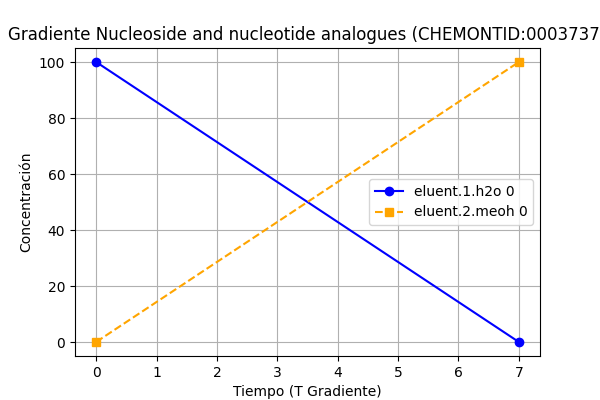 Gradiente Nucleoside and nucleotide analogues (CHEMONTID:0003737
100
80
60
40
20
0
Concentración
eluent.1.h2o 0
eluent.2.meoh 0
0 1 2 3 4 5 6 7
Tiempo (T Gradiente)